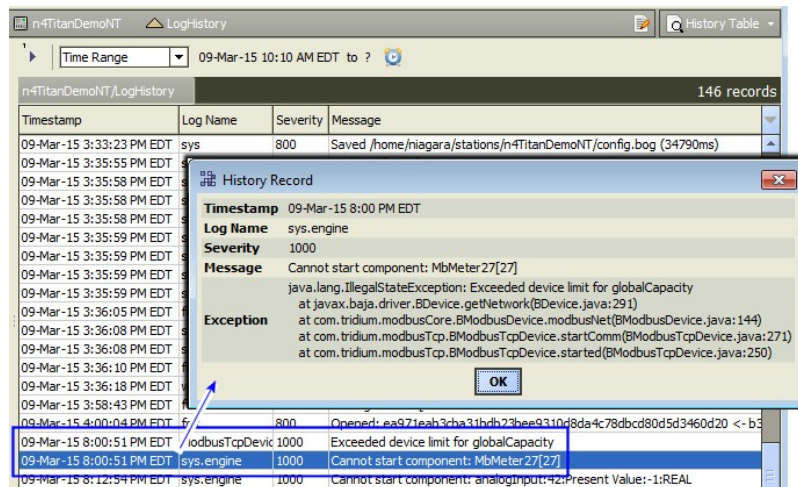 n4TitanDemoNT LogHistory History Table
Time Range 09-Mar-15 10:10 AM EDT to ?
n4TitanDemoNT/LogHistory 146 records
Timestamp Log Name Severity Message
09-Mar-15 3:33:23 PM EDT sys 800 Saved /home/niagara/stations/n4TitanDemoNT/config.bog (34790ms)
09-Mar-15 3:35:55 PM EDT
09-Mar-15 3:35:58 PM EDT
09-Mar-15 3:35:58 PM EDT
09-Mar-15 3:35:58 PM EDT
09-Mar-15 3:35:59 PM EDT
09-Mar-15 3:35:59 PM EDT
09-Mar-15 3:35:59 PM EDT
09-Mar-15 3:35:59 PM EDT
09-Mar-15 3:36:05 PM EDT
09-Mar-15 3:36:08 PM EDT
09-Mar-15 3:36:08 PM EDT
09-Mar-15 3:36:10 PM EDT
09-Mar-15 3:36:18 PM EDT
09-Mar-15 3:58:43 PM EDT
History Record
Timestamp 09-Mar-15 8:00 PM EDT
Log Name sys.engine
Severity 1000
Message Cannot start component: MbMeter27[27]
java.lang.IllegalStateException: Exceeded device limit for globalCapacity
at javax.baja.driver.BDevice.getNetwork(BDevice.java:291)
Exception at com.tridium.modbusCore.BModbusDevice.modbusNet(BModbusDevice.java:144)
at com.tridium.modbusTcp.BModbusTcpDevice.startComm(BModbusTcpDevice.java:271)
at com.tridium.modbusTcp.BModbusTcpDevice.started(BModbusTcpDevice.java:250)
OK
09-Mar-15 4:00:04 PM EDT 800 Opened: <- b3
09-Mar-15 8:00:51 PM EDT modbusTcpDevic 1000 Exceeded device limit for globalCapacity
09-Mar-15 8:00:51 PM EDT sys.engine 1000 Cannot start component: MbMeter27[27]
09-Mar-15 8:12:54 PM EDT sys.engine 1000 Cannot start component: analogInput:42:Present Value:-1:REAL